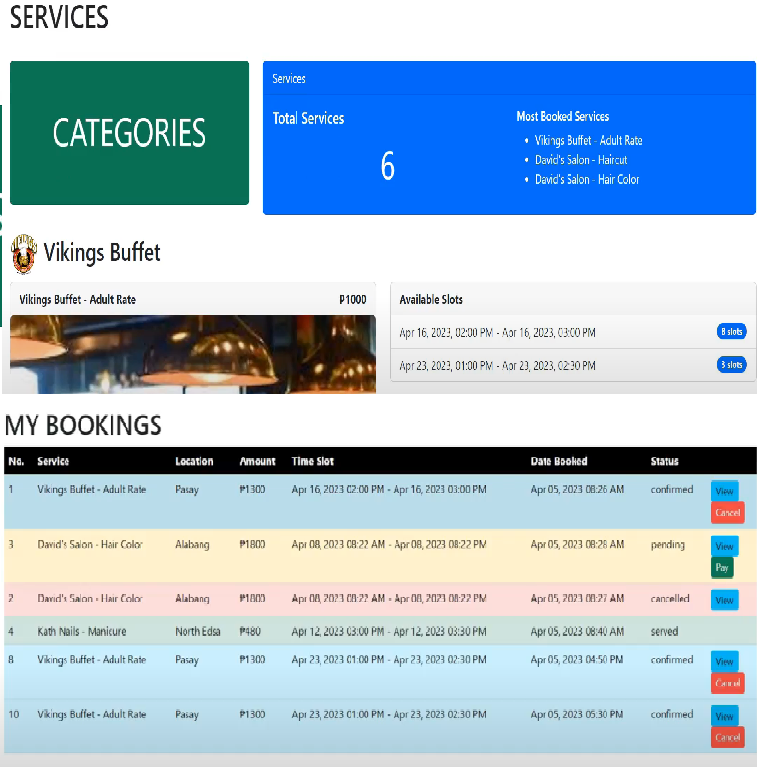 SERVICES
CATEGORIES
Services
Total Services
6
Most Booked Services
Vikings Buffet - Adult Rate
David's Salon - Haircut
David's Salon - Hair Color
Vikings Buffet
Vikings Buffet - Adult Rate ₱1000
Available Slots
Apr 16, 2023, 02:00 PM - Apr 16, 2023, 03:00 PM 8 slots
Apr 23, 2023, 01:00 PM - Apr 23, 2023, 02:30 PM 3 slots
MY BOOKINGS
No. Service Location Amount Time Slot Date Booked Status
1 Vikings Buffet - Adult Rate Pasay ₱1300 Apr 16, 2023 02:00 PM - Apr 16, 2023 03:00 PM Apr 05, 2023 08:26 AM confirmed View
Cancel
3 David's Salon - Hair Color Alabang ₱1800 Apr 08, 2023 08:22 AM - Apr 08, 2023 08:22 PM Apr 05, 2023 08:28 AM pending View
Pay
2 David's Salon - Hair Color Alabang ₱1800 Apr 08, 2023 08:22 AM - Apr 08, 2023 08:22 PM Apr 05, 2023 08:27 AM cancelled View
4 Kath Nails - Manicure North Edsa ₱480 Apr 12, 2023 03:00 PM - Apr 12, 2023 03:30 PM Apr 05, 2023 08:40 AM served
8 Vikings Buffet - Adult Rate Pasay ₱1300 Apr 23, 2023 01:00 PM - Apr 23, 2023 02:30 PM Apr 05, 2023 04:50 PM confirmed View
Cancel
10 Vikings Buffet - Adult Rate Pasay ₱1300 Apr 23, 2023 01:00 PM - Apr 23, 2023 02:30 PM Apr 05, 2023 05:30 PM confirmed View
Cancel